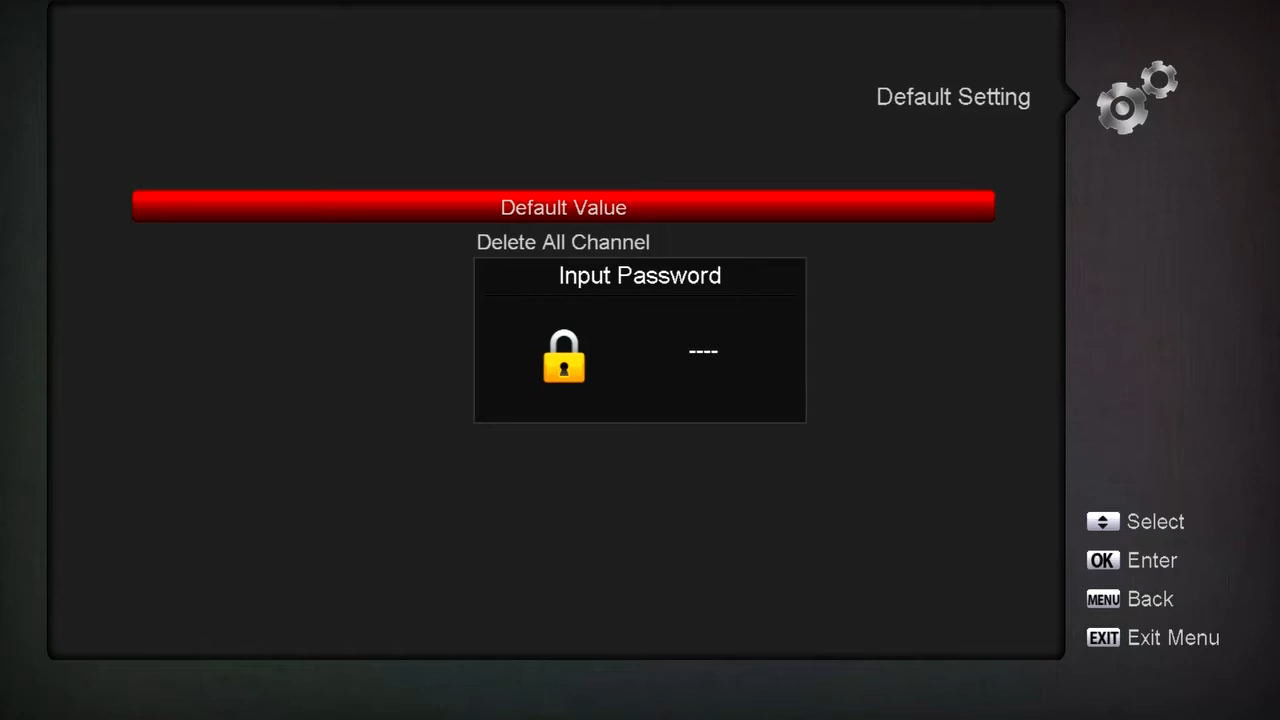 Default Setting
Default Value
Delete All Channel
Input Password
----
Select
OK Enter
MENU Back
EXIT Exit Menu